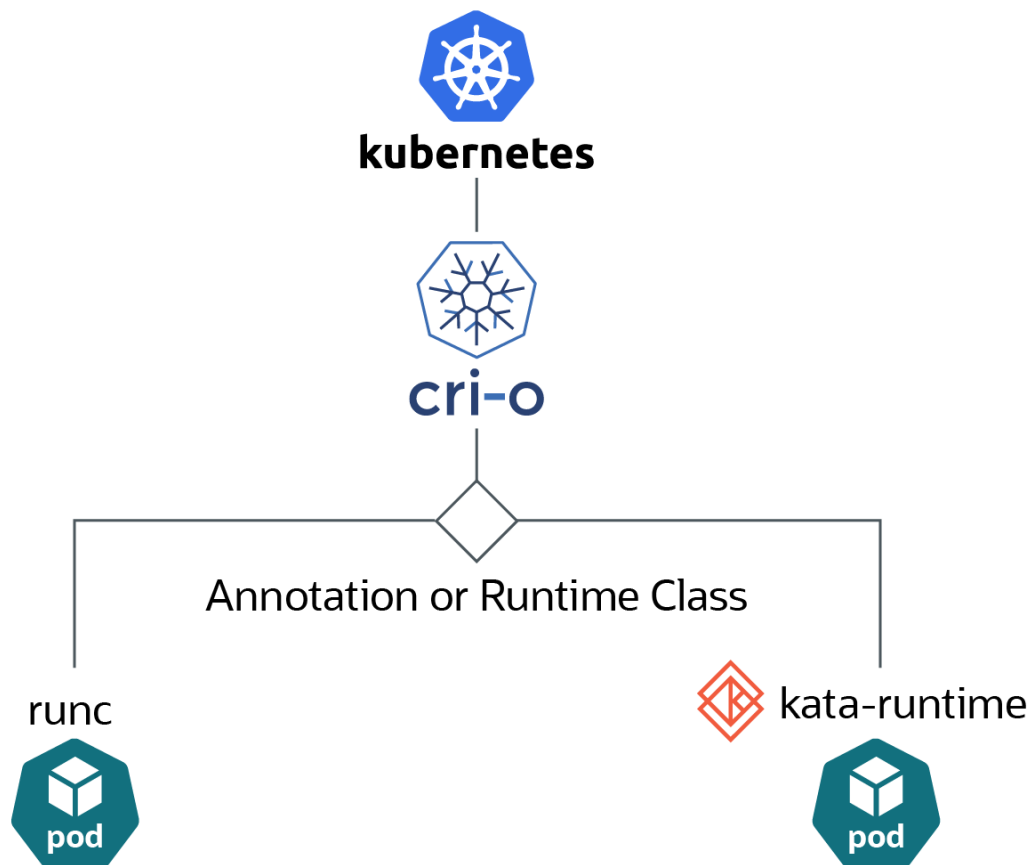 kubernetes
cri-o
Annotation or Runtime Class
runc
kata-runtime
pod
pod